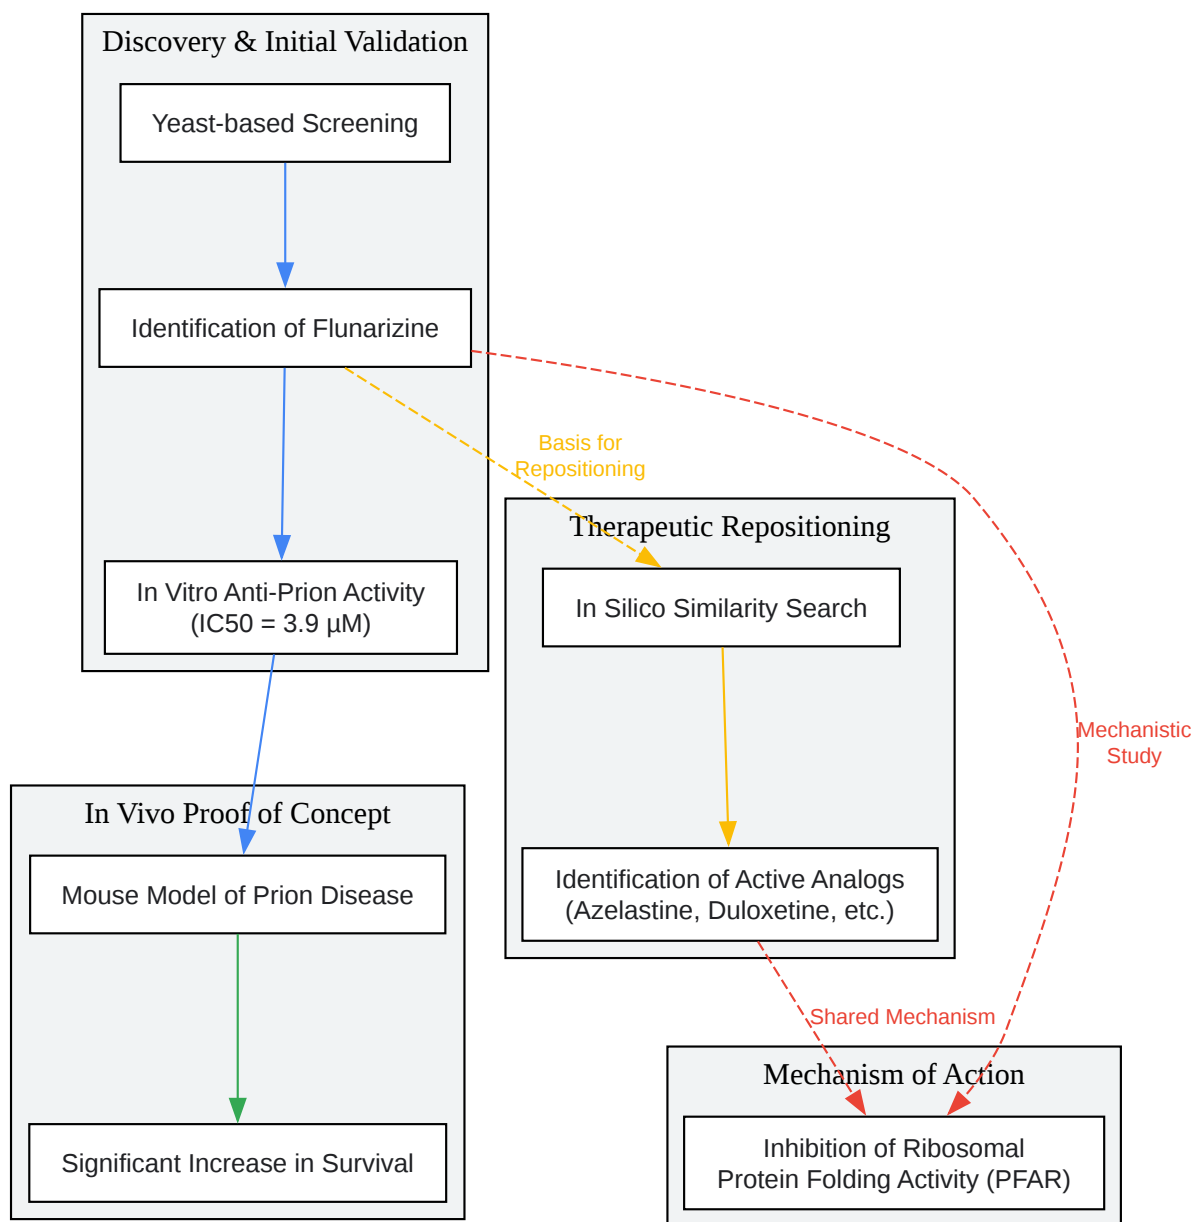 Discovery & Initial Validation
Yeast-based Screening
Identification of Flunarizine
Basis for
Repositioning
Therapeutic Repositioning
In Vitro Anti-Prion Activity
(IC50 = 3.9 µM)
In Silico Similarity Search
Mechanistic
Study
In Vivo Proof of Concept
Mouse Model of Prion Disease
Identification of Active Analogs
(Azelastine, Duloxetine, etc.)
Shared Mechanism
Mechanism of Action
Significant Increase in Survival
Inhibition of Ribosomal
Protein Folding Activity (PFAR)